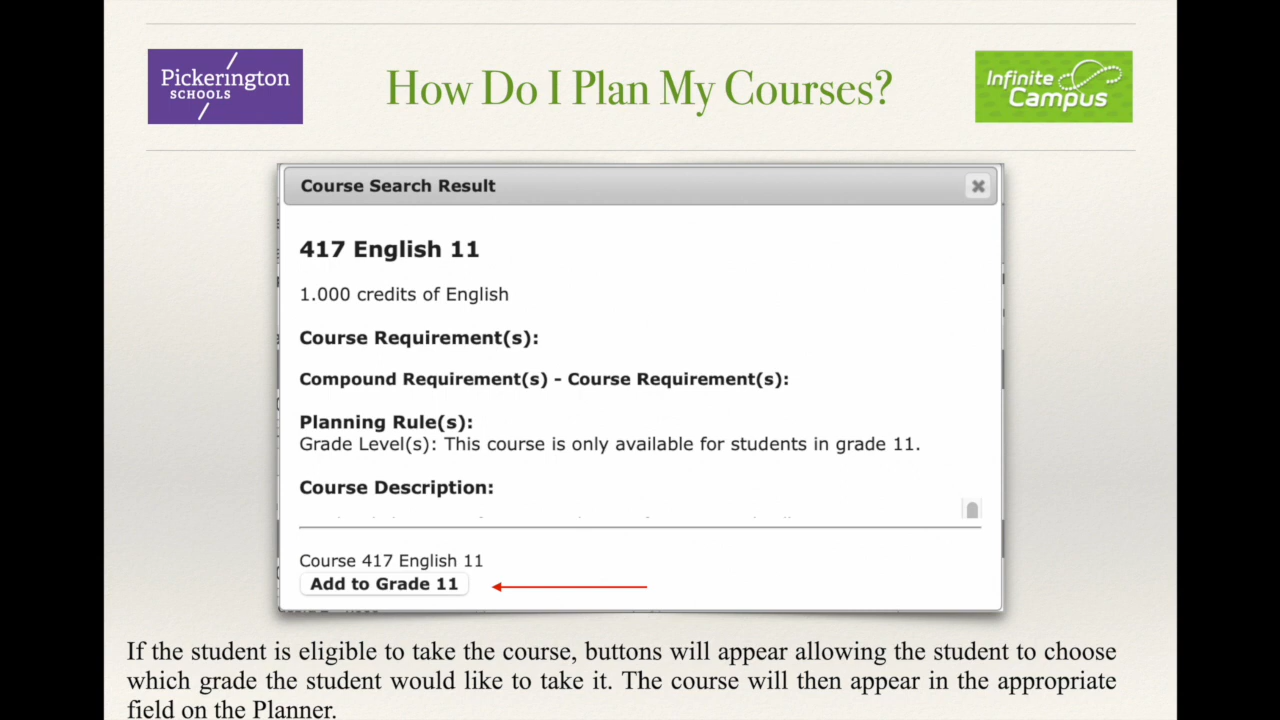 Pickerington
SCHOOLS
How Do I Plan My Courses?
Infinite
Campus
Course Search Result
417 English 11
1.000 credits of English
Course Requirement(s):
Compound Requirement(s) - Course Requirement(s):
Planning Rule(s):
Grade Level(s): This course is only available for students in grade 11.
Course Description:
Course 417 English 11
Add to Grade 11
If the student is eligible to take the course, buttons will appear allowing the student to choose
which grade the student would like to take it. The course will then appear in the appropriate
field on the Planner.